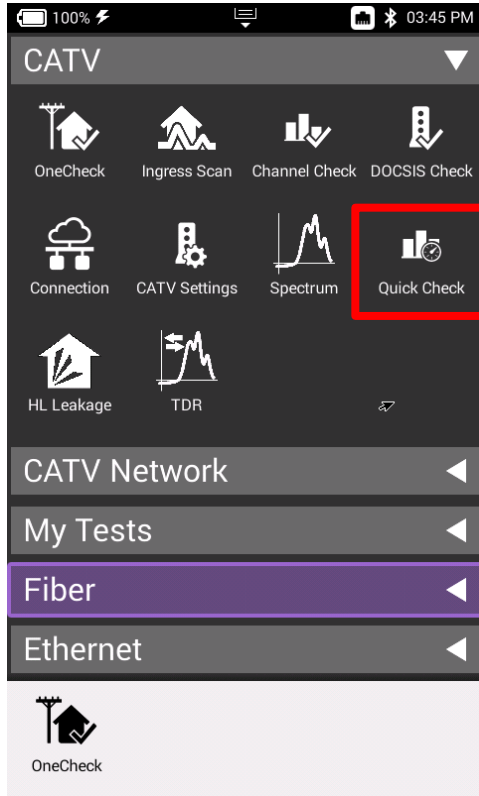 100% 03:45 PM
CATV
OneCheck Ingress Scan Channel Check DOCSIS Check
Connection CATV Settings Spectrum Quick Check
HL Leakage TDR
CATV Network
My Tests
Fiber
Ethernet
OneCheck